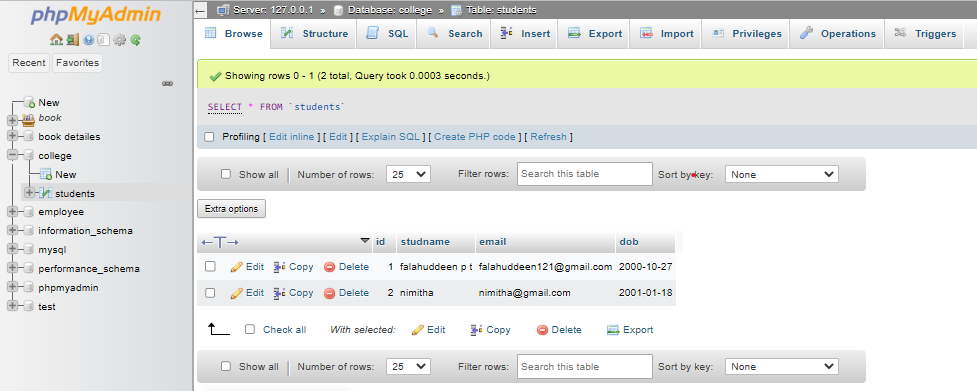 phpMyAdmin
Recent Favorites
New
book
book detailes
college
New
students
employee
information_schema
mysql
performance_schema
phpmyadmin
test
Server: 127.0.0.1 » Database: college » Table: students
Browse Structure SQL Search Insert Export Import Privileges Operations Triggers
Showing rows 0 - 1 (2 total, Query took 0.0003 seconds.)
SELECT * FROM `students`
Profiling [ Edit inline ] [ Edit ] [ Explain SQL ] [ Create PHP code ] [ Refresh ]
Show all | Number of rows: 25 Filter rows: Search this table Sort by key: None
Extra options
←T→ id studname email dob
Edit Copy Delete 1 falahuddeen p t falahuddeen121@gmail.com 2000-10-27
Edit Copy Delete 2 nimitha nimitha@gmail.com 2001-01-18
Check all With selected: Edit Copy Delete Export
Show all | Number of rows: 25 Filter rows: Search this table Sort by key: None